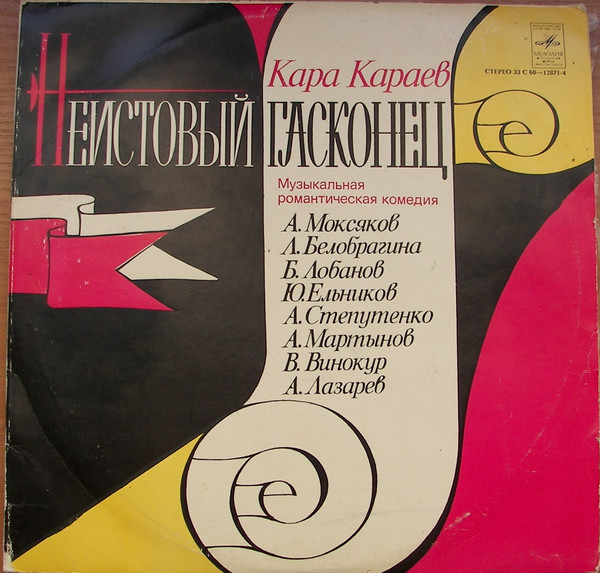 МЕЛОДИЯ
СТЕРЕО 33 С 60—12871-4
Кара Караев
НЕИСТОВЫЙ ГАСКОНЕЦ
Музыкальная
романтическая комедия
А. Моксяков
Л. Белобрагина
Б. Лобанов
Ю. Ельников
А. Степутенко
А. Мартынов
В. Винокур
А. Лазарев